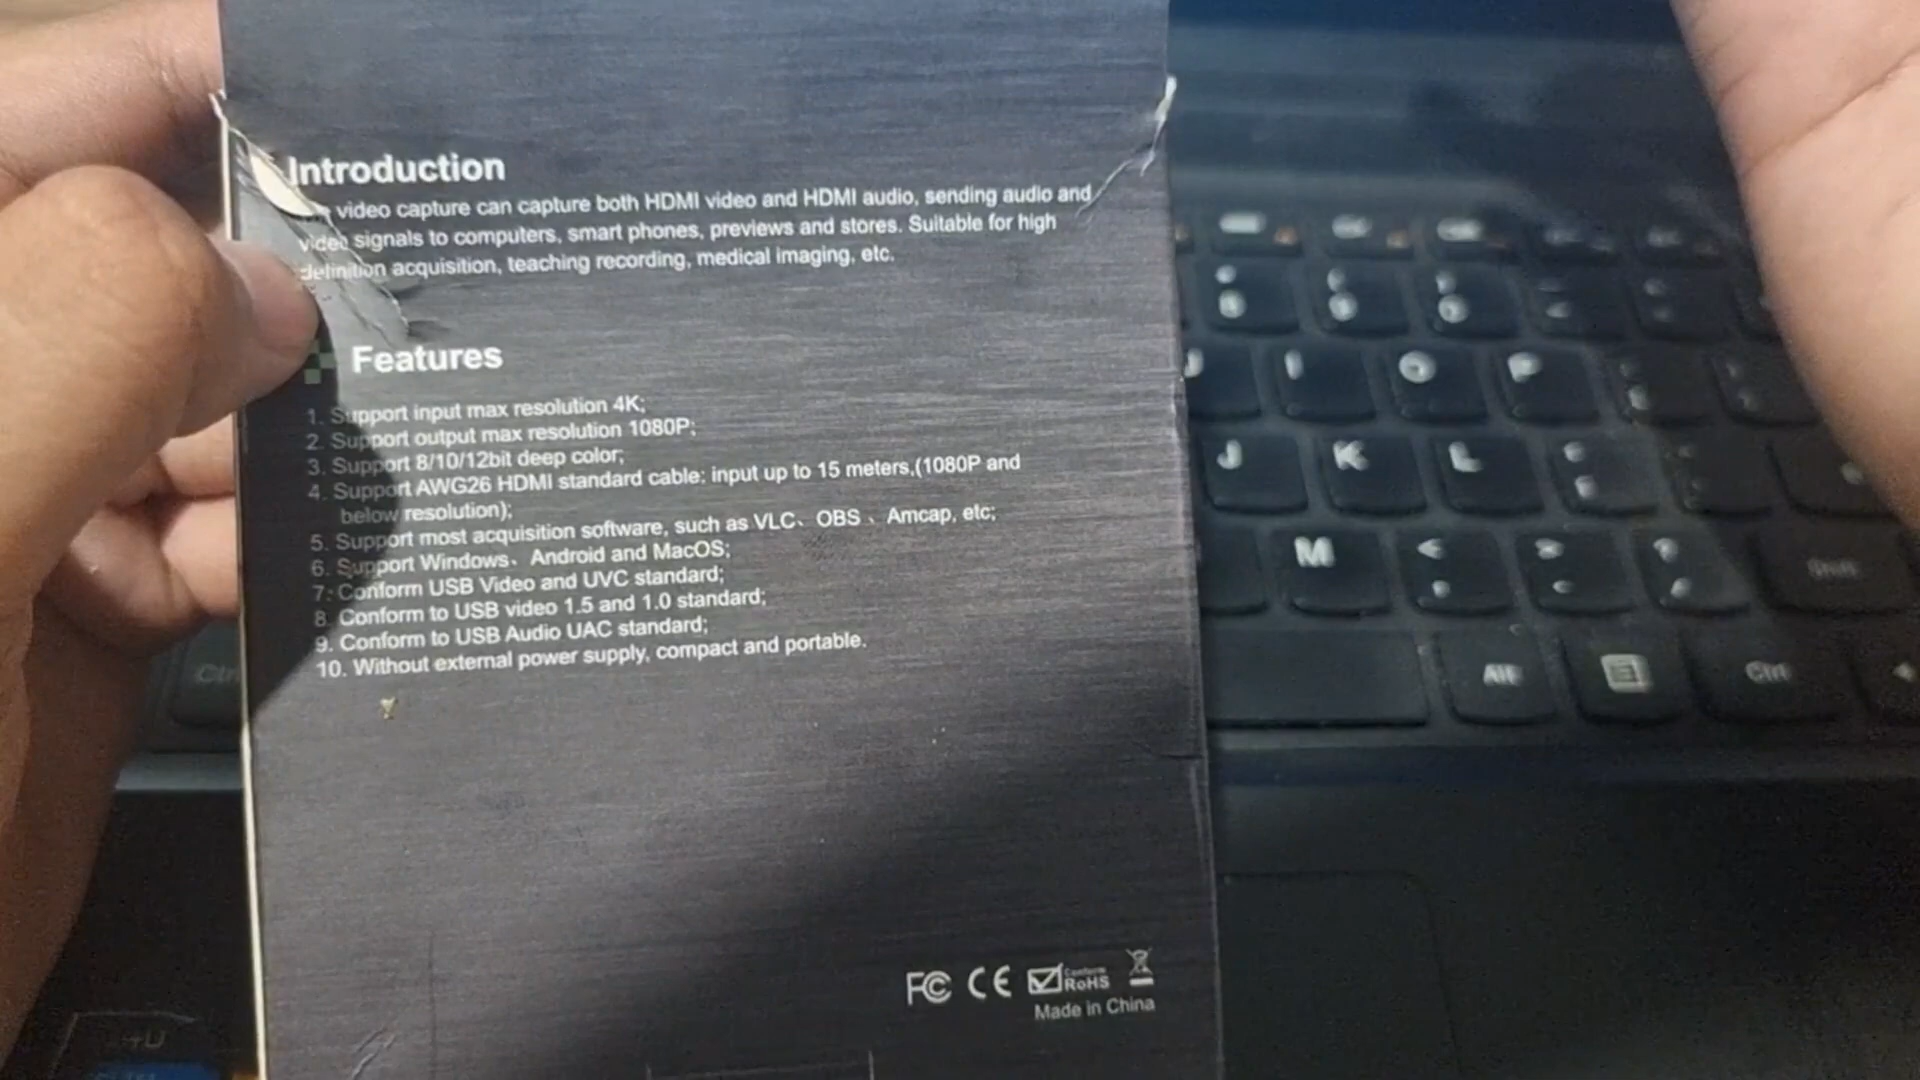 Introduction
video capture can capture both HDMI video and HDMI audio, sending audio and
video signals to computers, smart phones, previews and stores. Suitable for high
definition acquisition, teaching recording, medical imaging, etc.
Features
1. Support input max resolution 4K;
2. Support output max resolution 1080P;
3. Support 8/10/12bit deep color;
4. Support AWG26 HDMI standard cable: input up to 15 meters,(1080P and
below resolution);
5. Support most acquisition software, such as VLC、OBS 、Amcap, etc;
6. Support Windows、Android and MacOS;
7: Conform USB Video and UVC standard;
8. Conform to USB video 1.5 and 1.0 standard;
9. Conform to USB Audio UAC standard;
10. Without external power supply, compact and portable.
FC CE Conform RoHS
Made in China
O P
J K L
M < > ?
Alt Ctrl
Ctrl